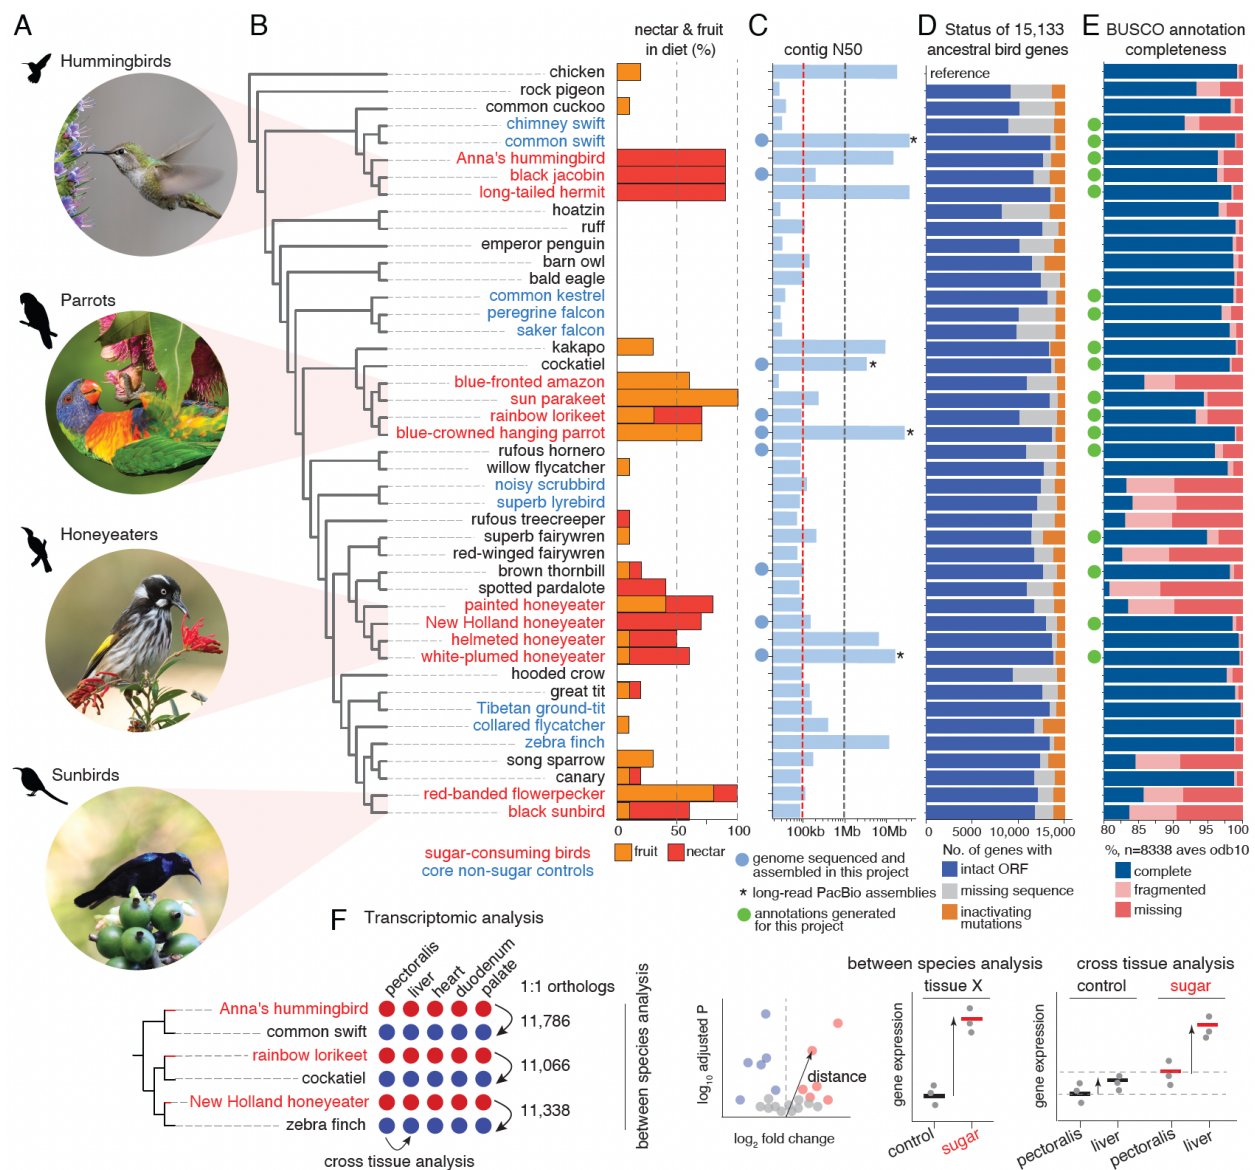 A
Hummingbirds
Parrots
Honeyeaters
Sunbirds
B
nectar & fruit
in diet (%)
chicken
rock pigeon
common cuckoo
chimney swift
common swift
Anna's hummingbird
black jacobin
long-tailed hermit
hoatzin
ruff
emperor penguin
barn owl
bald eagle
common kestrel
peregrine falcon
saker falcon
kakapo
cockatiel
blue-fronted amazon
sun parakeet
rainbow lorikeet
blue-crowned hanging parrot
rufous hornero
willow flycatcher
noisy scrubbird
superb lyrebird
rufous treecreeper
superb fairywren
red-winged fairywren
brown thornbill
spotted pardalote
painted honeyeater
New Holland honeyeater
helmeted honeyeater
white-plumed honeyeater
hooded crow
great tit
Tibetan ground-tit
collared flycatcher
zebra finch
song sparrow
canary
red-banded flowerpecker
black sunbird
0 50 100
sugar-consuming birds
core non-sugar controls
fruit nectar
C
contig N50
*
*
*
*
100kb 1Mb 10Mb
genome sequenced and
assembled in this project
* long-read PacBio assemblies
annotations generated
for this project
D
Status of 15,133
ancestral bird genes
reference
0 5000 10,000 15,000
No. of genes with
intact ORF
missing sequence
inactivating
mutations
E
BUSCO annotation
completeness
80 85 90 95 100
%, n=8338 aves odb10
complete
fragmented
missing
F
Transcriptomic analysis
pectoralis
liver
heart
duodenum
palate
1:1 orthologs
Anna's hummingbird
common swift
rainbow lorikeet
cockatiel
New Holland honeyeater
zebra finch
11,786
11,066
11,338
cross tissue analysis
between species analysis
log10 adjusted P
distance
log2 fold change
between species analysis
tissue X
gene expression
control
sugar
cross tissue analysis
control sugar
gene expression
pectoralis
liver
pectoralis
liver